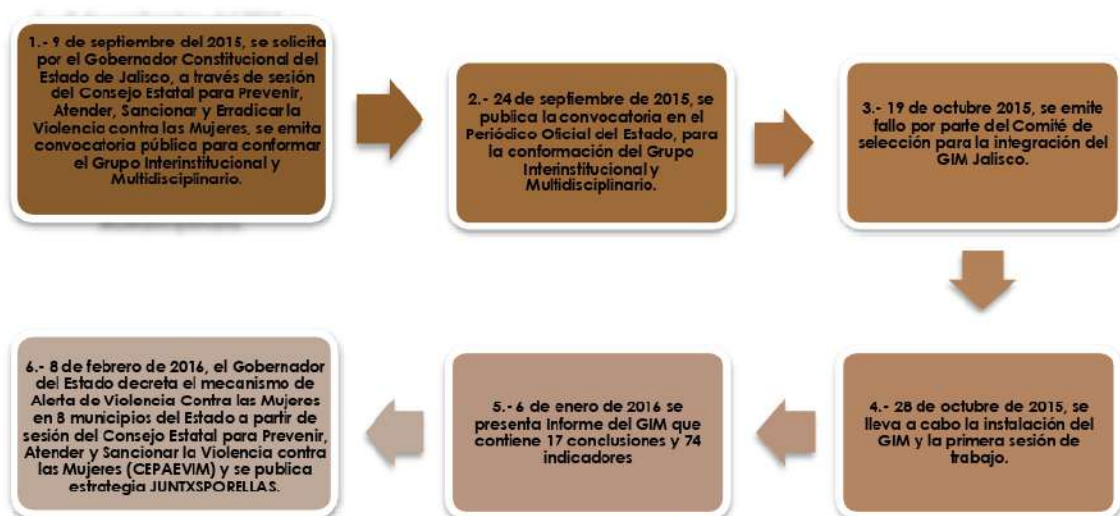 1.- 9 de septiembre del 2015, se solicita
por el Gobernador Constitucional del
Estado de Jalisco, a través de sesión
del Consejo Estatal para Prevenir,
Atender, Sancionar y Erradicar la
Violencia contra las Mujeres, se emita
convocatoria pública para conformar
el Grupo Interinstitucional y
Multidisciplinario.
2.- 24 de septiembre de 2015, se
publica la convocatoria en el
Periódico Oficial del Estado, para
la conformación del Grupo
Interinstitucional y
Multidisciplinario.
3.- 19 de octubre 2015, se emite
fallo por parte del Comité de
selección para la integración del
GIM Jalisco.
4.- 28 de octubre de 2015, se
lleva a cabo la instalación del
GIM y la primera sesión de
trabajo.
5.- 6 de enero de 2016 se
presenta Informe del GIM que
contiene 17 conclusiones y 74
indicadores
6.- 8 de febrero de 2016, el Gobernador
del Estado decreta el mecanismo de
Alerta de Violencia Contra las Mujeres
en 8 municipios del Estado a partir de
sesión del Consejo Estatal para Prevenir,
Atender y Sancionar la Violencia contra
las Mujeres (CEPAEVIM) y se publica
estrategia JUNTXSPORELLAS.